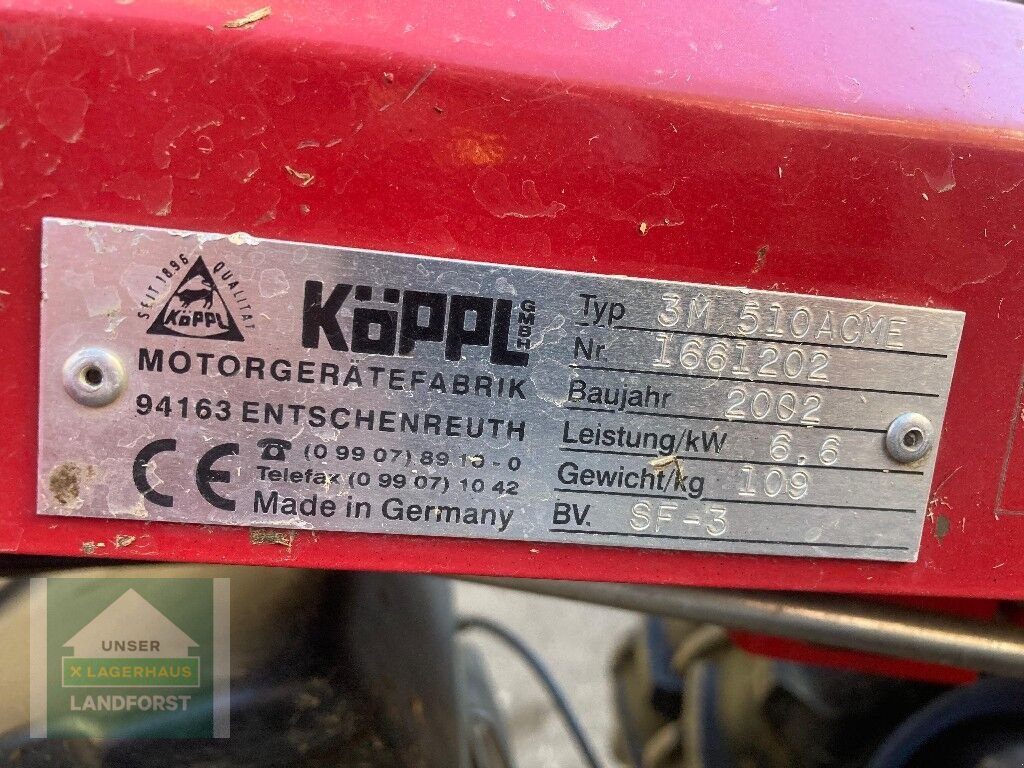 SEIT 1896 QUALITÄT
KÖPPL
KÖPPL GMBH
MOTORGERÄTEFABRIK
94163 ENTSCHENREUTH
CE
☎ (0 99 07) 89 10 - 0
Telefax (0 99 07) 10 42
Made in Germany
Typ 3M 510ACME
Nr. 1661202
Baujahr 2002
Leistung/kW 6,6
Gewicht/kg 109
BV. SF-3
UNSER
X LAGERHAUS
LANDFORST